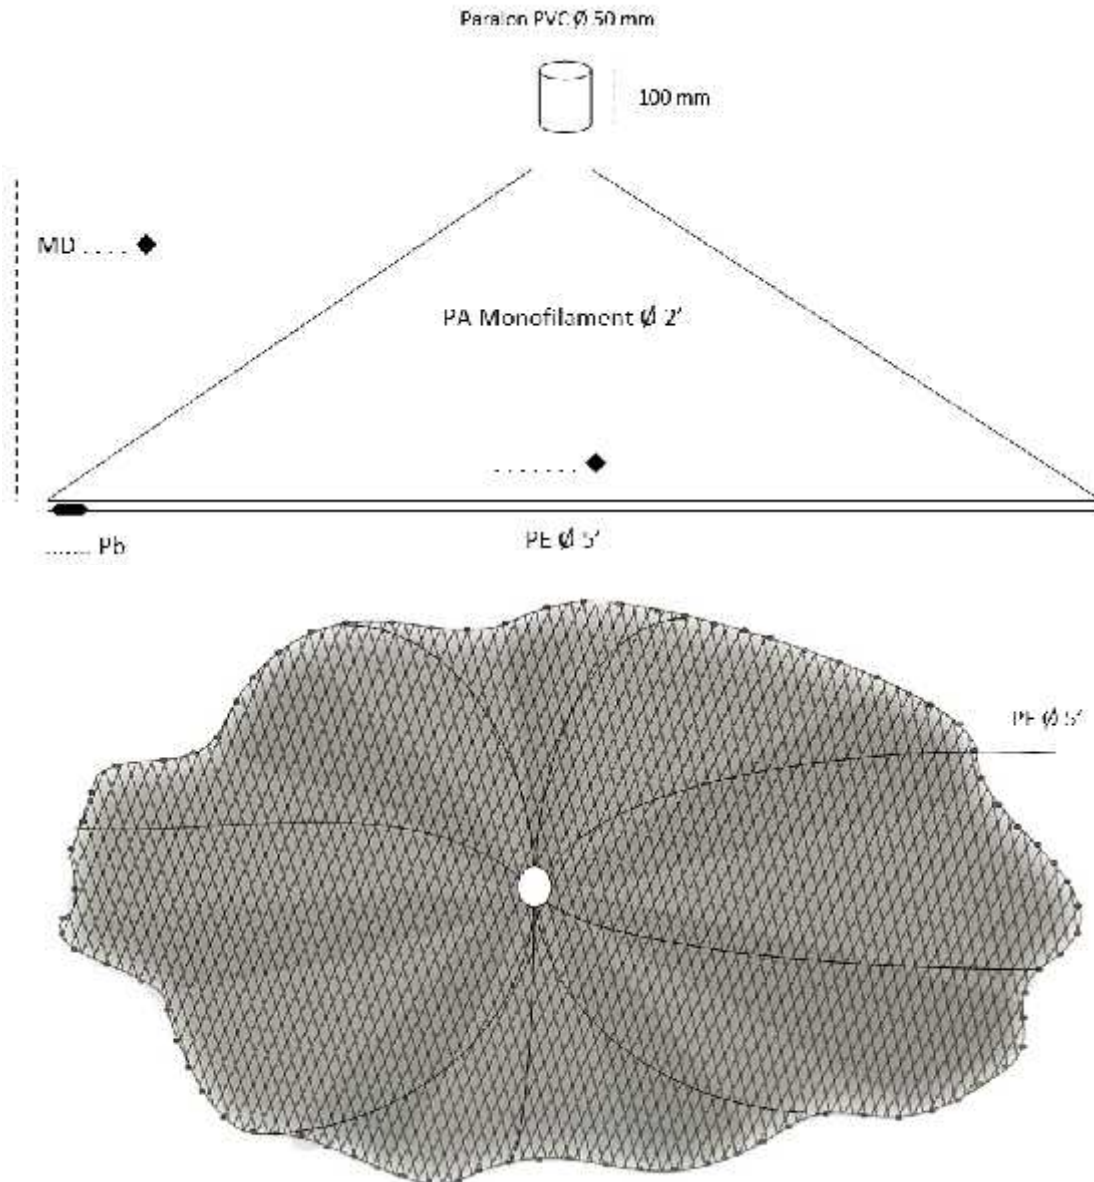 Paralon PVC Ø 50 mm
100 mm
MD ..... ◆
PA Monofilament Ø 2′
....... ◆
PE Ø 5′
....... Pb
PE Ø 5′